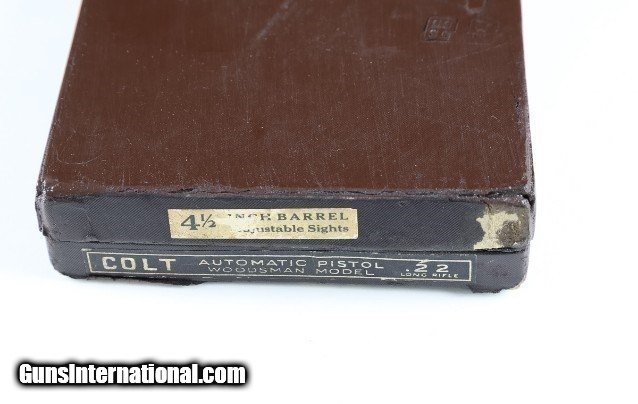 4½ INCH BARREL
Adjustable Sights
COLT AUTOMATIC PISTOL .22
WOODSMAN MODEL LONG RIFLE
GunsInternational.com